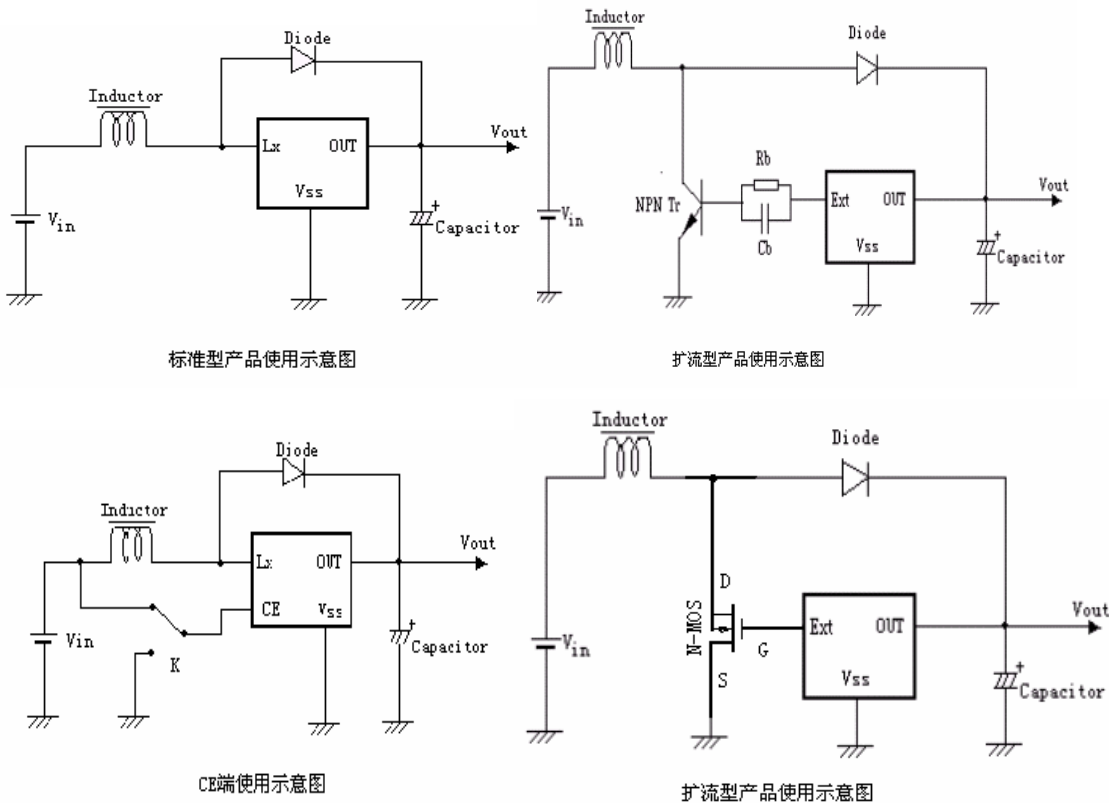 Diode
Inductor
Lx
OUT
Vss
Vout
Vin
+
Capacitor
标准型产品使用示意图
Inductor
Diode
Rb
Cb
NPN Tr
Ext
OUT
Vss
Vout
Vin
+
Capacitor
扩流型产品使用示意图
Diode
Inductor
Lx
OUT
CE
Vss
Vout
Vin
K
+
Capacitor
CE端使用示意图
Inductor
Diode
D
N-MOS
G
S
Ext
OUT
Vss
Vout
Vin
+
Capacitor
扩流型产品使用示意图